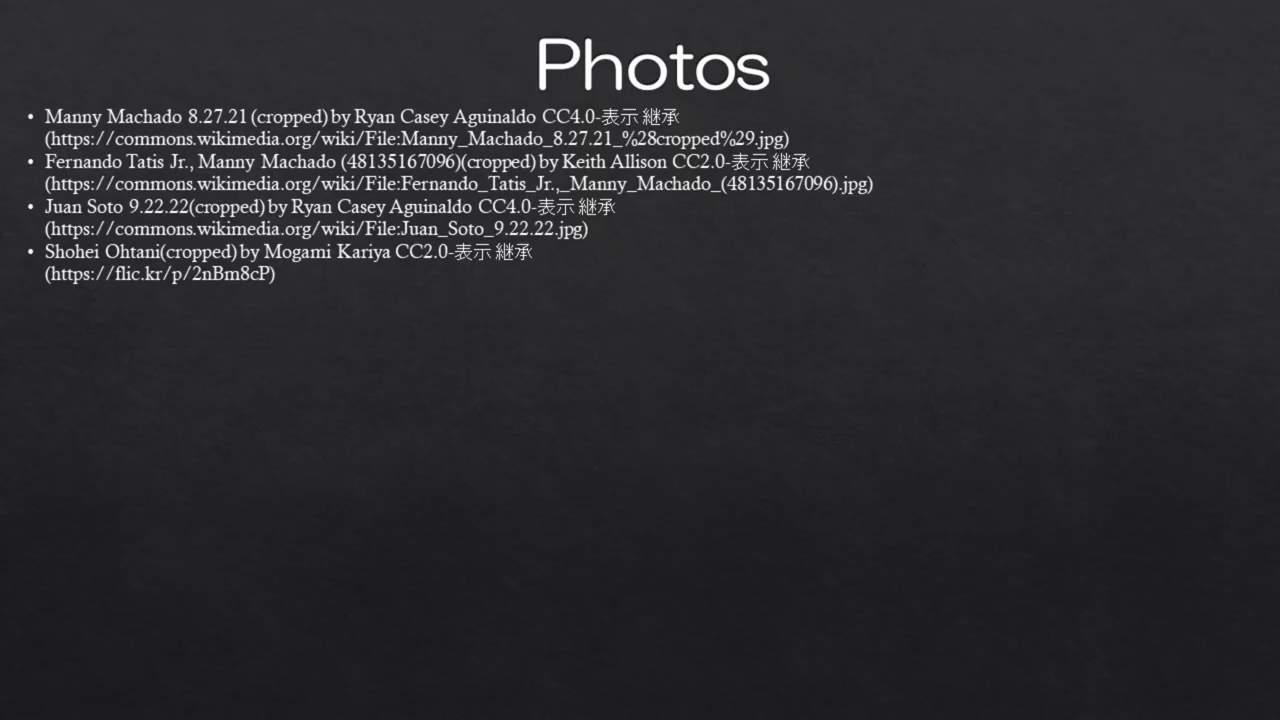 Photos
• Manny Machado 8.27.21 (cropped) by Ryan Casey Aguinaldo CC4.0-表示 継承
(https://commons.wikimedia.org/wiki/File:Manny_Machado_8.27.21_%28cropped%29.jpg)
• Fernando Tatis Jr., Manny Machado (48135167096)(cropped) by Keith Allison CC2.0-表示 継承
(https://commons.wikimedia.org/wiki/File:Fernando_Tatis_Jr.,_Manny_Machado_(48135167096).jpg)
• Juan Soto 9.22.22(cropped) by Ryan Casey Aguinaldo CC4.0-表示 継承
(https://commons.wikimedia.org/wiki/File:Juan_Soto_9.22.22.jpg)
• Shohei Ohtani(cropped) by Mogami Kariya CC2.0-表示 継承
(https://flic.kr/p/2nBm8cP)